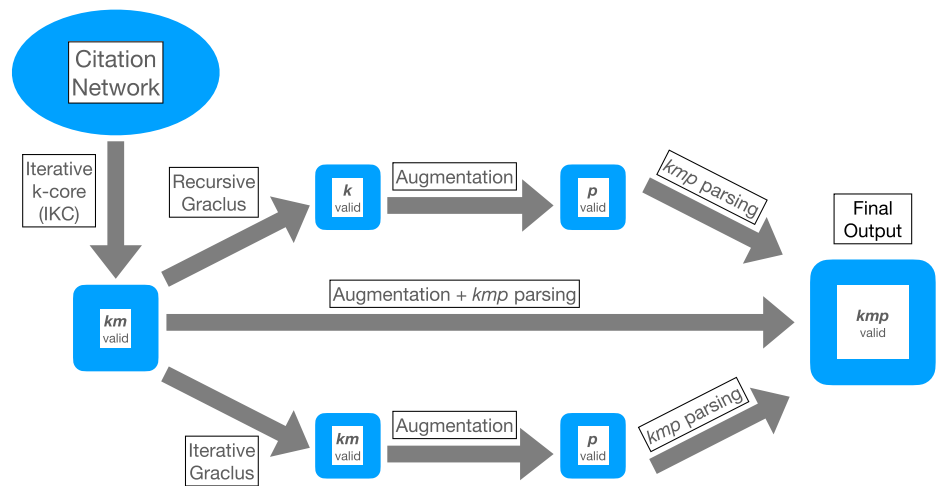 Citation
Network
Iterative
k-core
(IKC)
Recursive
Graclus
k
valid
Augmentation
p
valid
kmp parsing
Final
Output
km
valid
Augmentation + kmp parsing
kmp
valid
Iterative
Graclus
km
valid
Augmentation
p
valid
kmp parsing